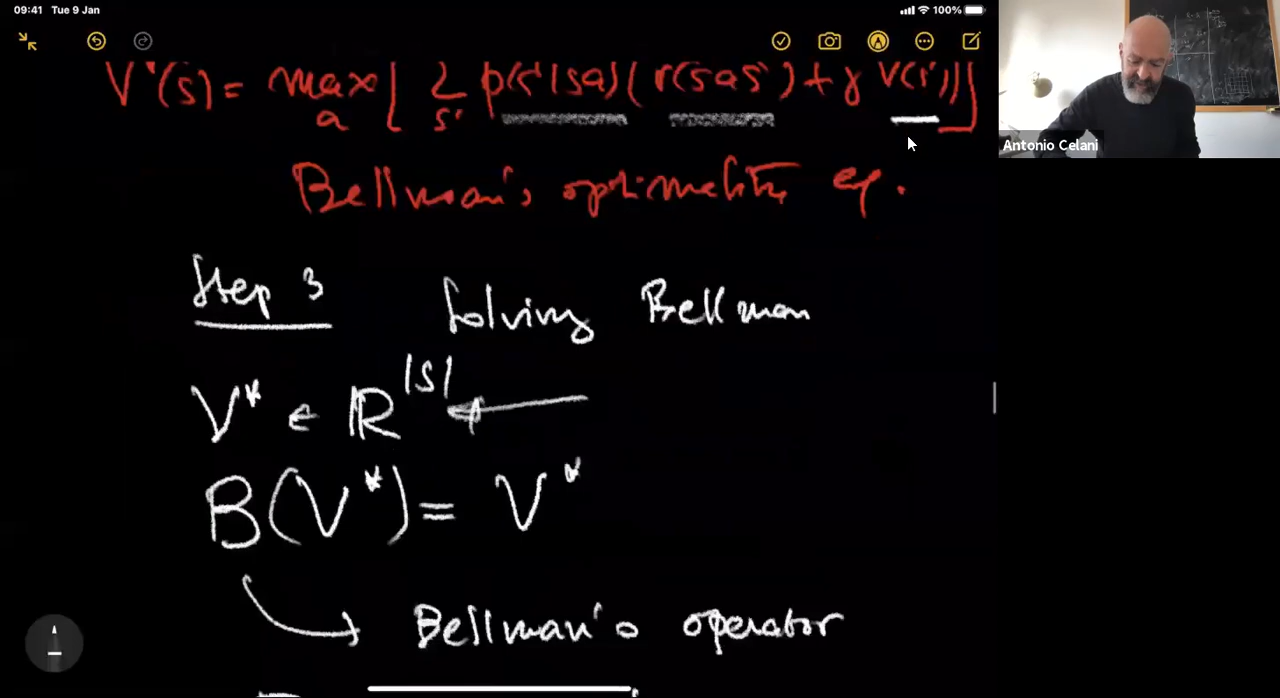 09:41 Tue 9 Jan
100%
V*(s) = max_a [ Σ_s' p(s'|sa) ( r(sas') + γ V(s') ) ]
Bellman's optimality eq.
Antonio Celani
Step 3 Solving Bellman
V* ∈ ℝ^|S| ←
B(V*) = V*
→ Bellman's operator